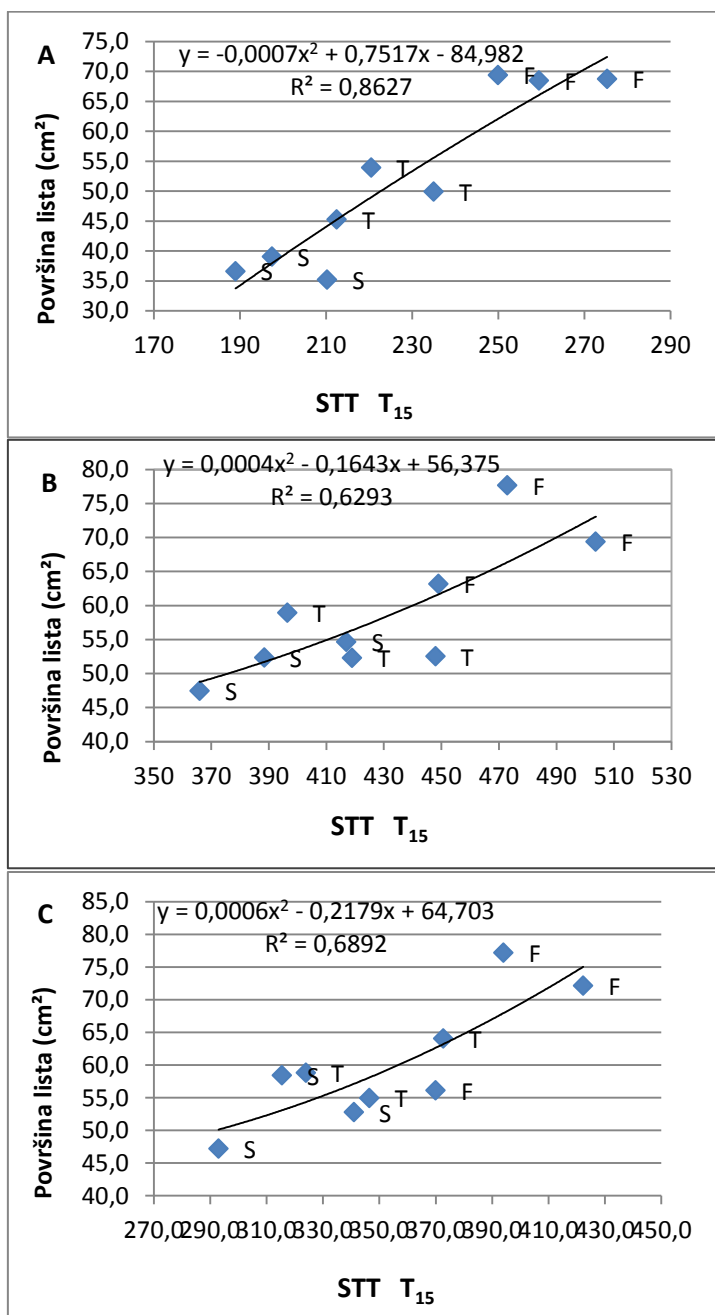 A
y = -0,0007x² + 0,7517x - 84,982
R² = 0,8627
75,0
70,0
65,0
60,0
55,0
50,0
45,0
40,0
35,0
30,0
F
F
F
T
T
T
S
S
S
170
190
210
230
250
270
290
Površina lista (cm²)
STT T₁₅
B
y = 0,0004x² - 0,1643x + 56,375
R² = 0,6293
80,0
75,0
70,0
65,0
60,0
55,0
50,0
45,0
40,0
F
F
F
T
S
S
T
T
S
350
370
390
410
430
450
470
490
510
530
Površina lista (cm²)
STT T₁₅
C
y = 0,0006x² - 0,2179x + 64,703
R² = 0,6892
85,0
80,0
75,0
70,0
65,0
60,0
55,0
50,0
45,0
40,0
F
F
T
S
T
T
F
S
S
270,0
290,0
310,0
330,0
350,0
370,0
390,0
410,0
430,0
450,0
Površina lista (cm²)
STT T₁₅